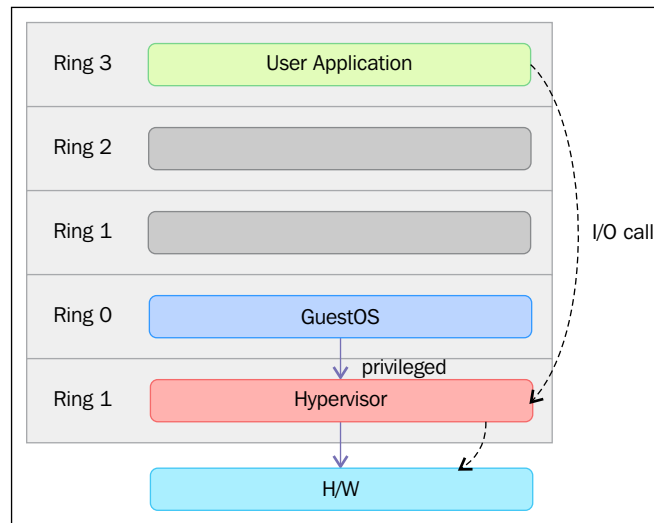 Ring 3
User Application
Ring 2
Ring 1
I/O call
Ring 0
GuestOS
privileged
Ring 1
Hypervisor
H/W